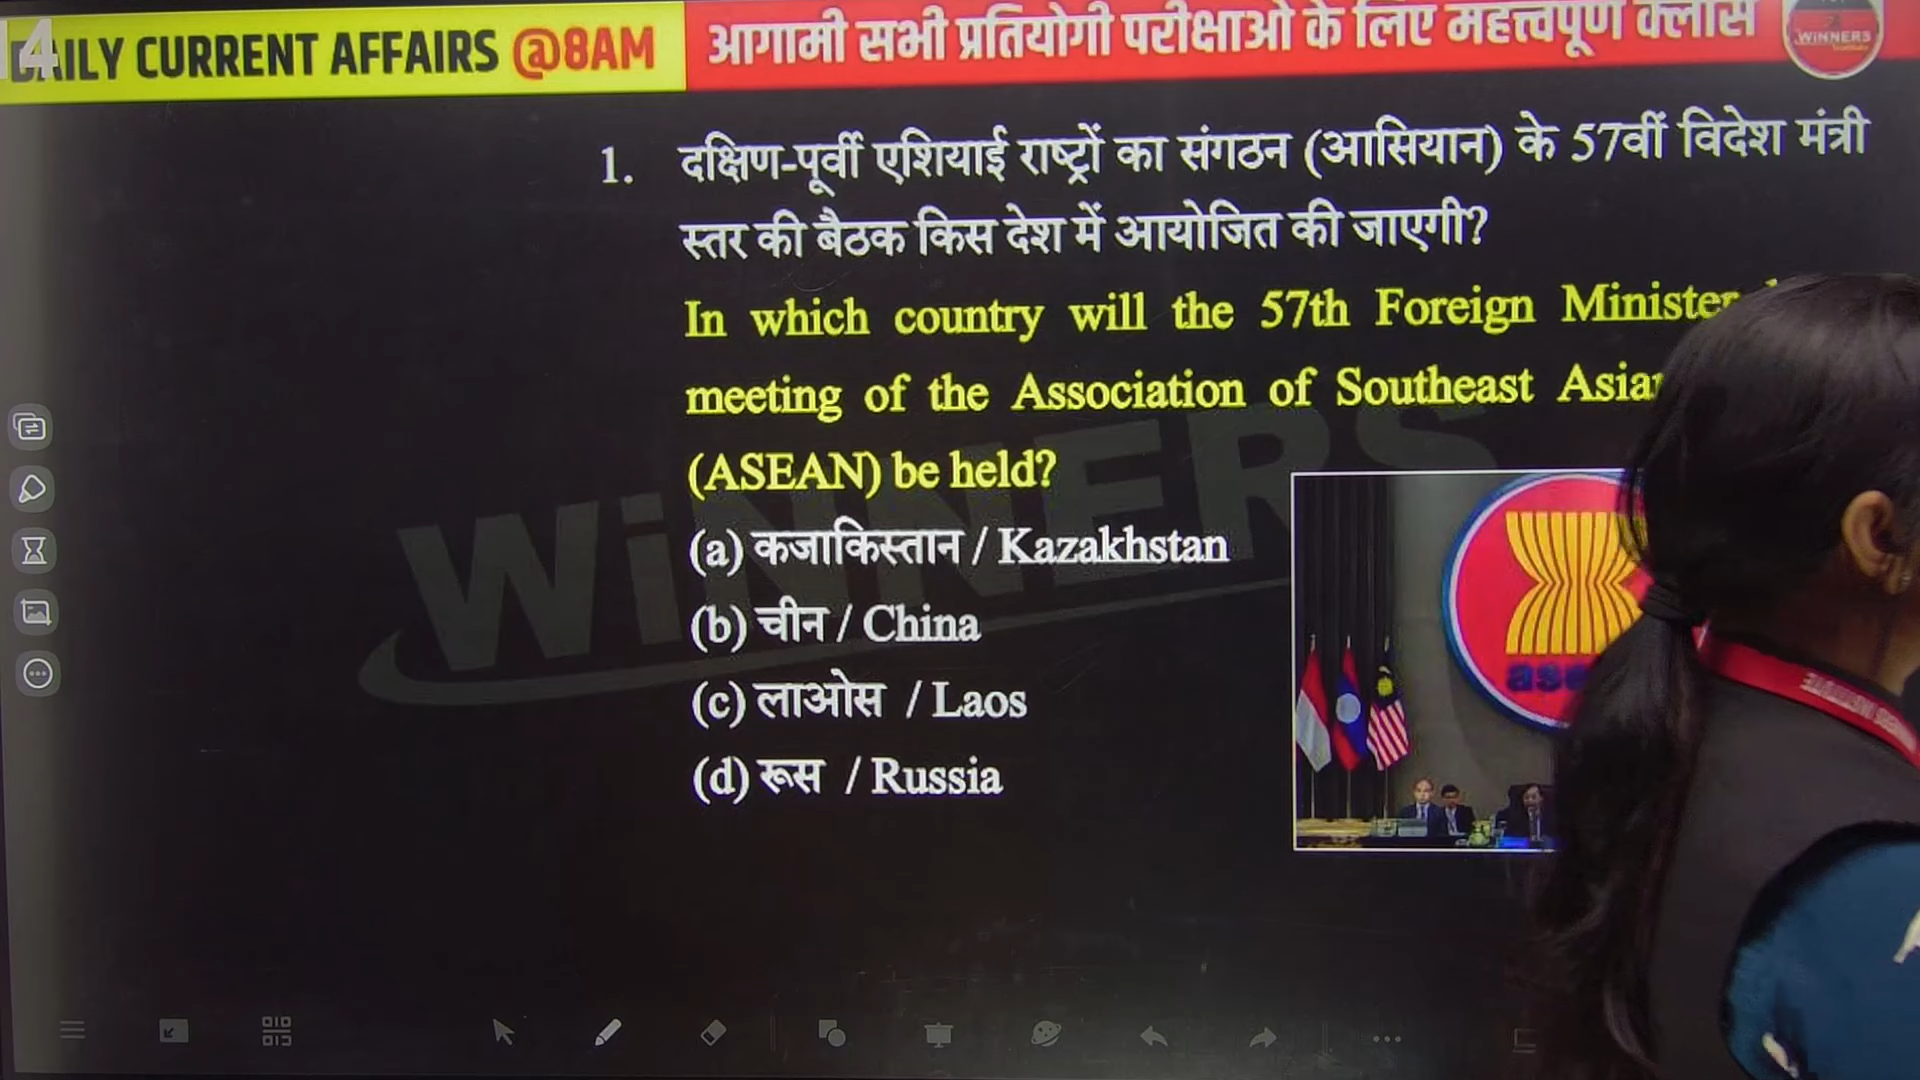 DAILY CURRENT AFFAIRS @8AM
14
आगामी सभी प्रतियोगी परीक्षाओ के लिए महत्त्वपूर्ण क्लास
WiNNERS
1. दक्षिण-पूर्वी एशियाई राष्ट्रों का संगठन (आसियान) के 57वीं विदेश मंत्री
स्तर की बैठक किस देश में आयोजित की जाएगी?
In which country will the 57th Foreign Minister
meeting of the Association of Southeast Asian
(ASEAN) be held?
(a) कजाकिस्तान / Kazakhstan
(b) चीन / China
(c) लाओस / Laos
(d) रूस / Russia
WiNNERS